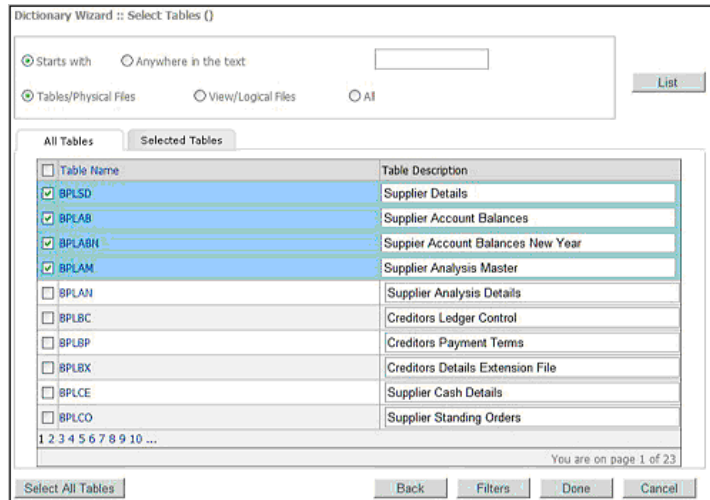 Dictionary Wizard :: Select Tables ()
Starts with Anywhere in the text
List
Tables/Physical Files View/Logical Files All
All Tables Selected Tables
Table Name Table Description
BPLSD Supplier Details
BPLAB Supplier Account Balances
BPLABN Suppier Account Balances New Year
BPLAM Supplier Analysis Master
BPLAN Supplier Analysis Details
BPLBC Creditors Ledger Control
BPLBP Creditors Payment Terms
BPLBX Creditors Details Extension File
BPLCE Supplier Cash Details
BPLCO Supplier Standing Orders
1 2 3 4 5 6 7 8 9 10 ...
You are on page 1 of 23
Select All Tables Back Filters Done Cancel